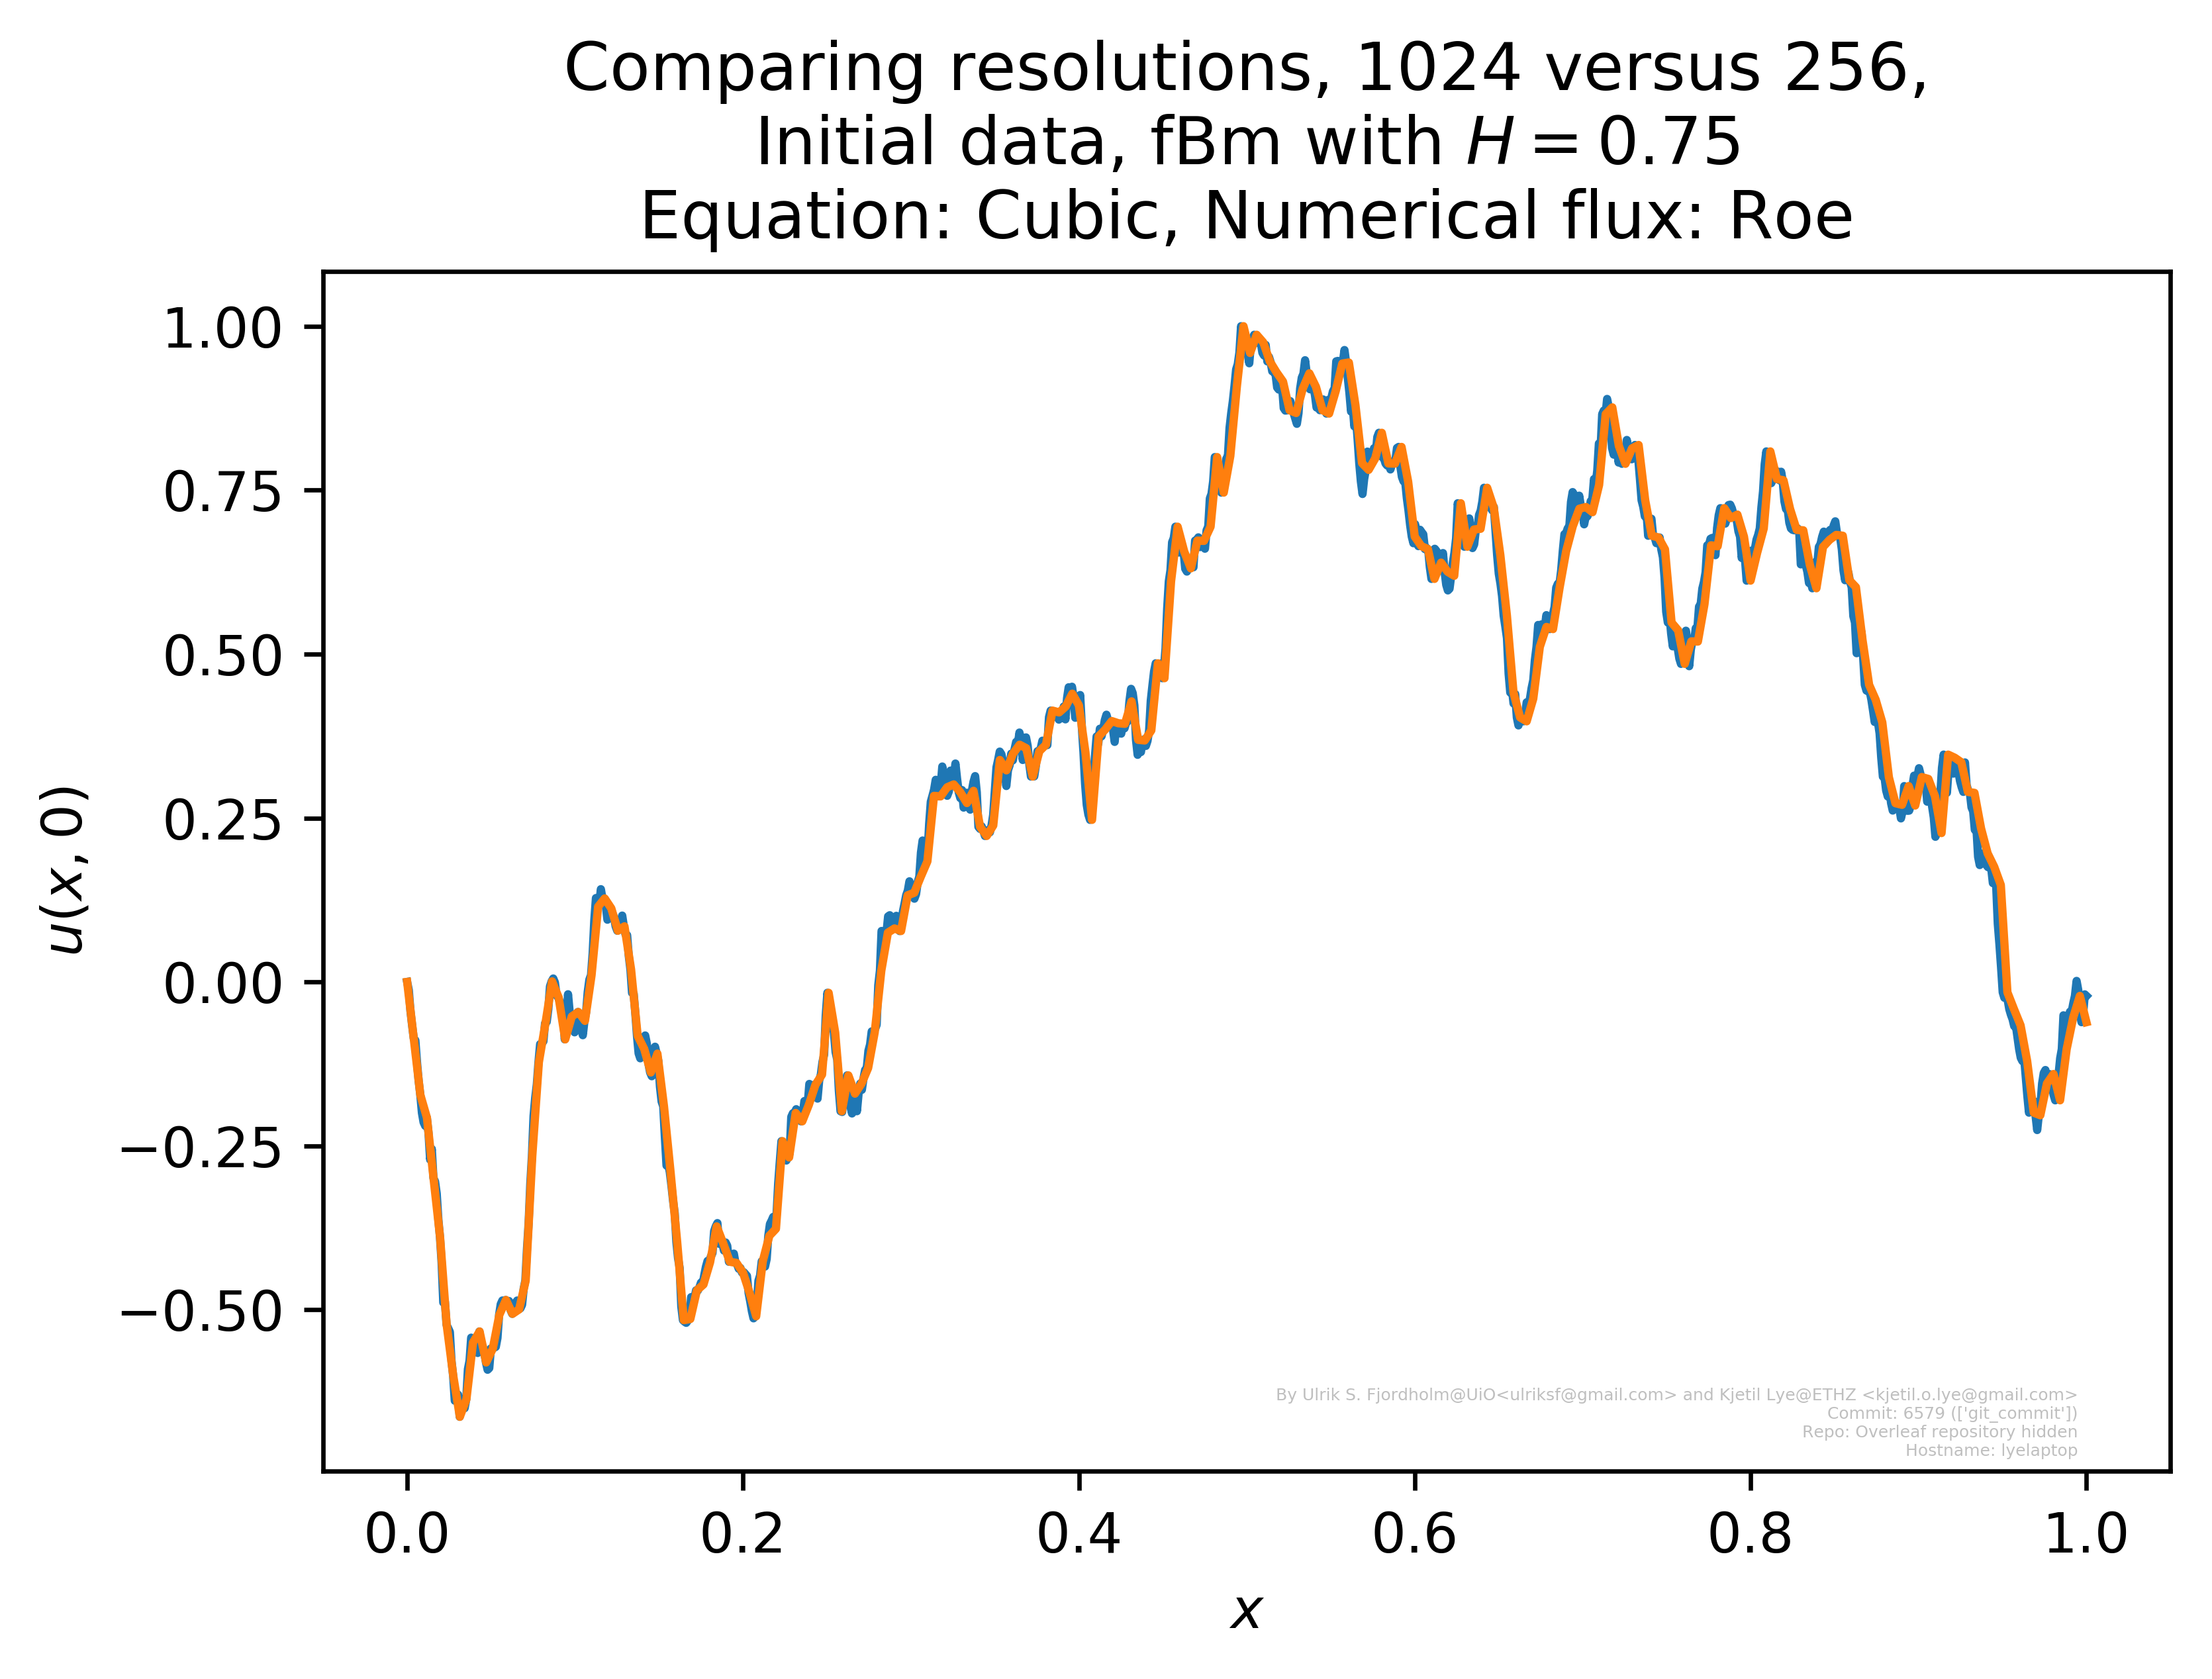 Comparing resolutions, 1024 versus 256,
Initial data, fBm with H = 0.75
Equation: Cubic, Numerical flux: Roe
1.00
0.75
0.50
0.25
0.00
−0.25
−0.50
u(x, 0)
By Ulrik S. Fjordholm@UiO<ulriksf@gmail.com> and Kjetil Lye@ETHZ <kjetil.o.lye@gmail.com>
Commit: 6579 (['git_commit'])
Repo: Overleaf repository hidden
Hostname: lyelaptop
0.0 0.2 0.4 0.6 0.8 1.0
x